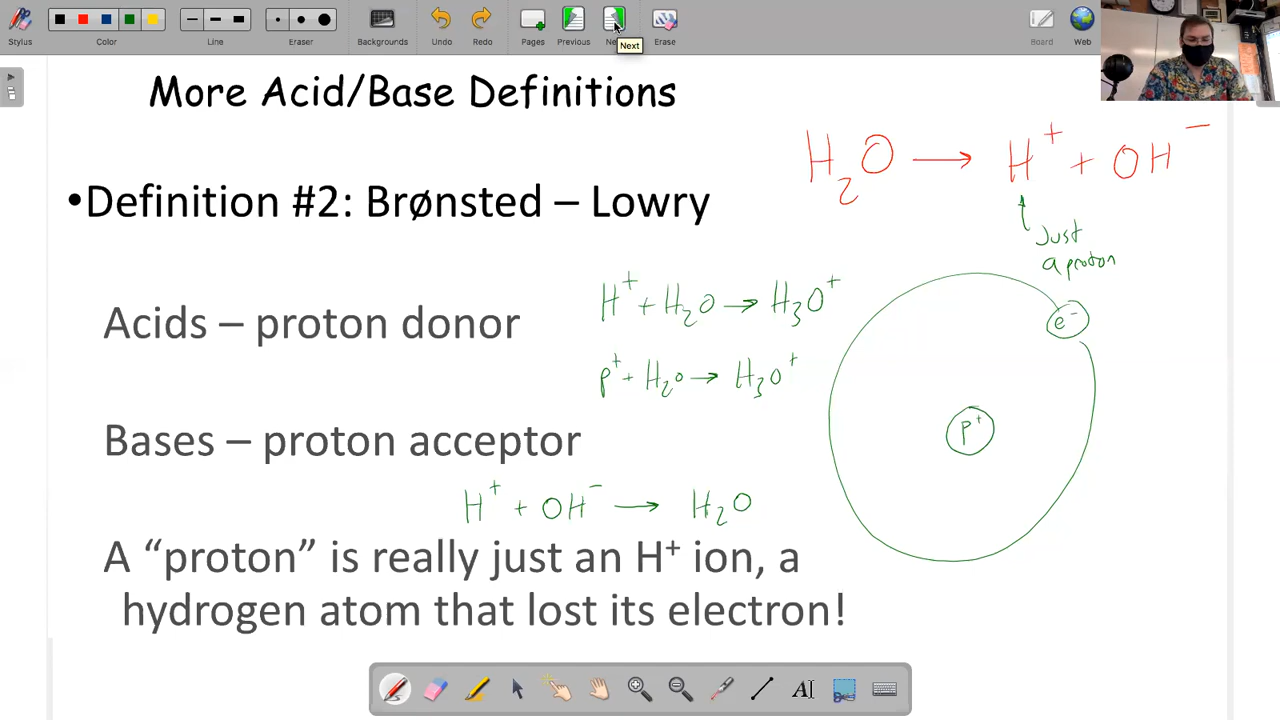 Stylus
Color
Line
Eraser
Backgrounds
Undo
Redo
Pages
Previous
Next
Erase
Board
Web
More Acid/Base Definitions
H₂O → H⁺ + OH⁻
•Definition #2: Brønsted – Lowry
Just
a proton
H⁺ + H₂O → H₃O⁺
e⁻
Acids – proton donor
p⁺ + H₂O → H₃O⁺
Bases – proton acceptor
P⁺
H⁺ + OH⁻ → H₂O
A “proton” is really just an H⁺ ion, a
hydrogen atom that lost its electron!